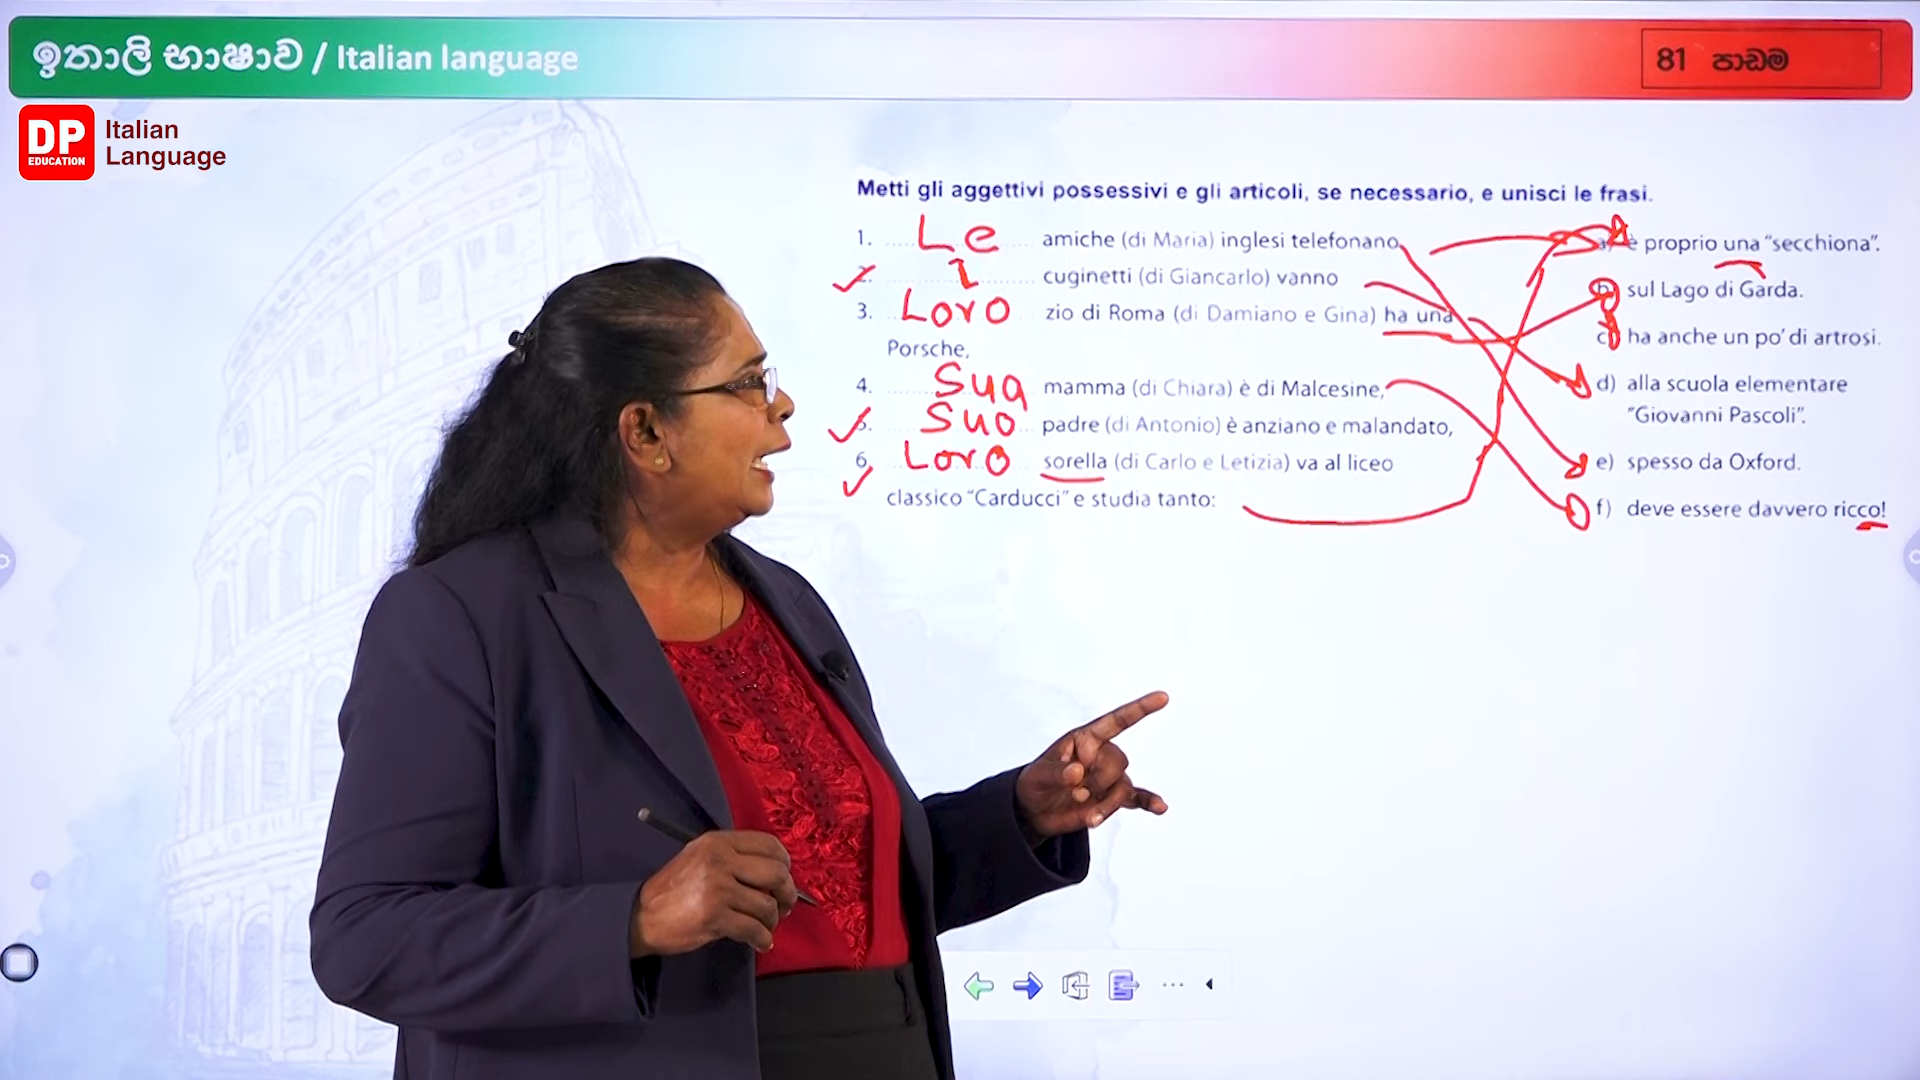 ඉතාලි භාෂාව / Italian language
81 පාඩම
DP EDUCATION
Italian Language
Metti gli aggettivi possessivi e gli articoli, se necessario, e unisci le frasi.
1. Le amiche (di Maria) inglesi telefonano
2. I cuginetti (di Giancarlo) vanno
3. Loro zio di Roma (di Damiano e Gina) ha una
Porsche,
4. Sua mamma (di Chiara) è di Malcesine,
5. Suo padre (di Antonio) è anziano e malandato,
6. Loro sorella (di Carlo e Letizia) va al liceo
classico “Carducci” e studia tanto:
a) è proprio una “secchiona”.
b) sul Lago di Garda.
c) ha anche un po’ di artrosi.
d) alla scuola elementare
“Giovanni Pascoli”.
e) spesso da Oxford.
f) deve essere davvero ricco!